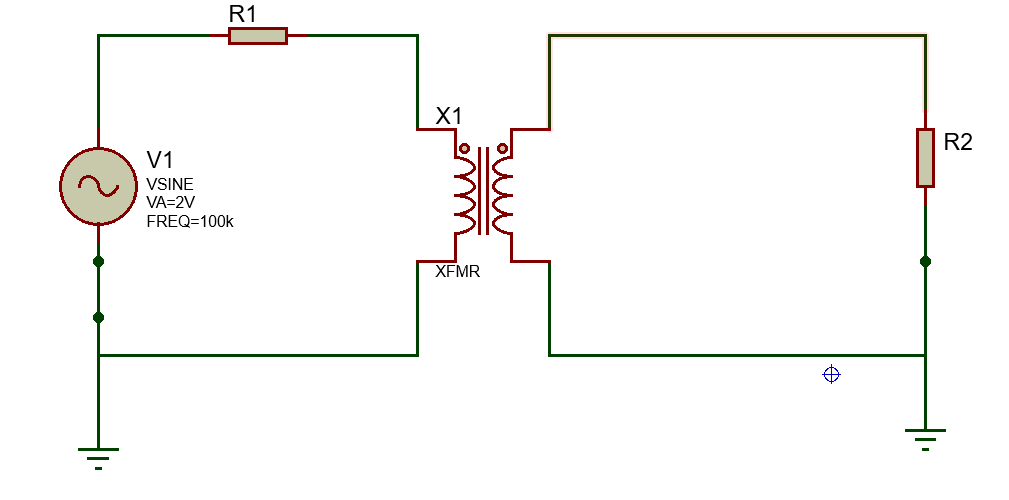 R1
X1
V1
VSINE
VA=2V
FREQ=100k
R2
XFMR